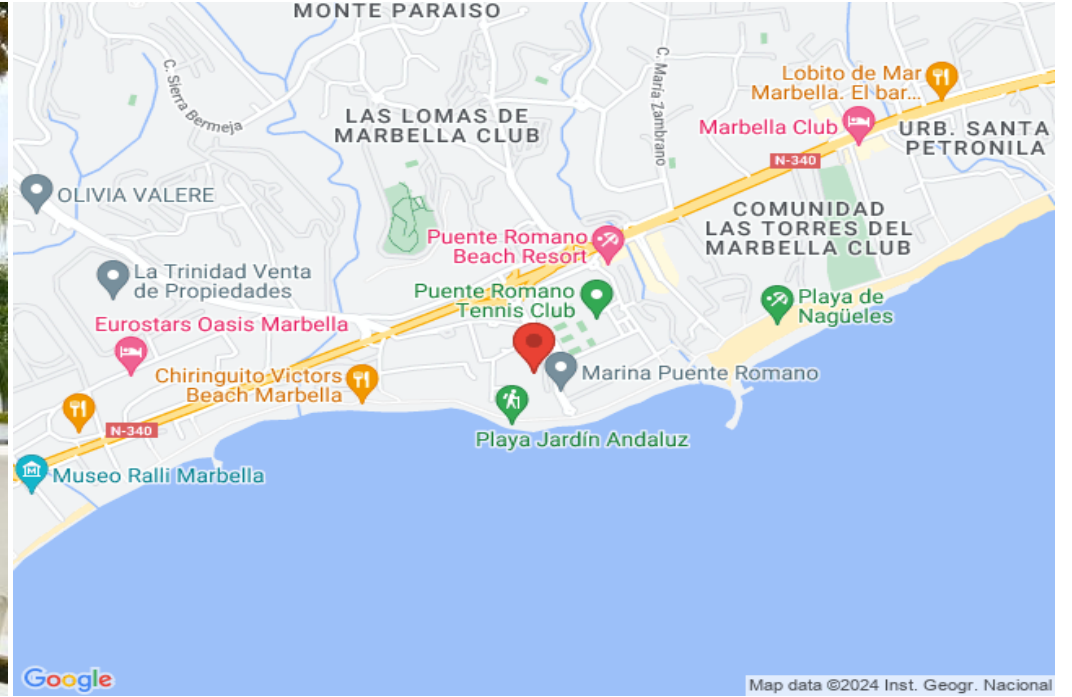 MONTE PARAISO
C. Sierra Bermeja
C. María Zambrano
Lobito de Mar
Marbella. El bar...
LAS LOMAS DE
MARBELLA CLUB
Marbella Club
URB. SANTA
PETRONILA
N-340
OLIVIA VALERE
COMUNIDAD
LAS TORRES DEL
MARBELLA CLUB
Puente Romano
Beach Resort
La Trinidad Venta
de Propiedades
Puente Romano
Tennis Club
Playa de
Nagüeles
Eurostars Oasis Marbella
Chiringuito Victors
Beach Marbella
Marina Puente Romano
N-340
Playa Jardín Andaluz
Museo Ralli Marbella
Google
Map data ©2024 Inst. Geogr. Nacional